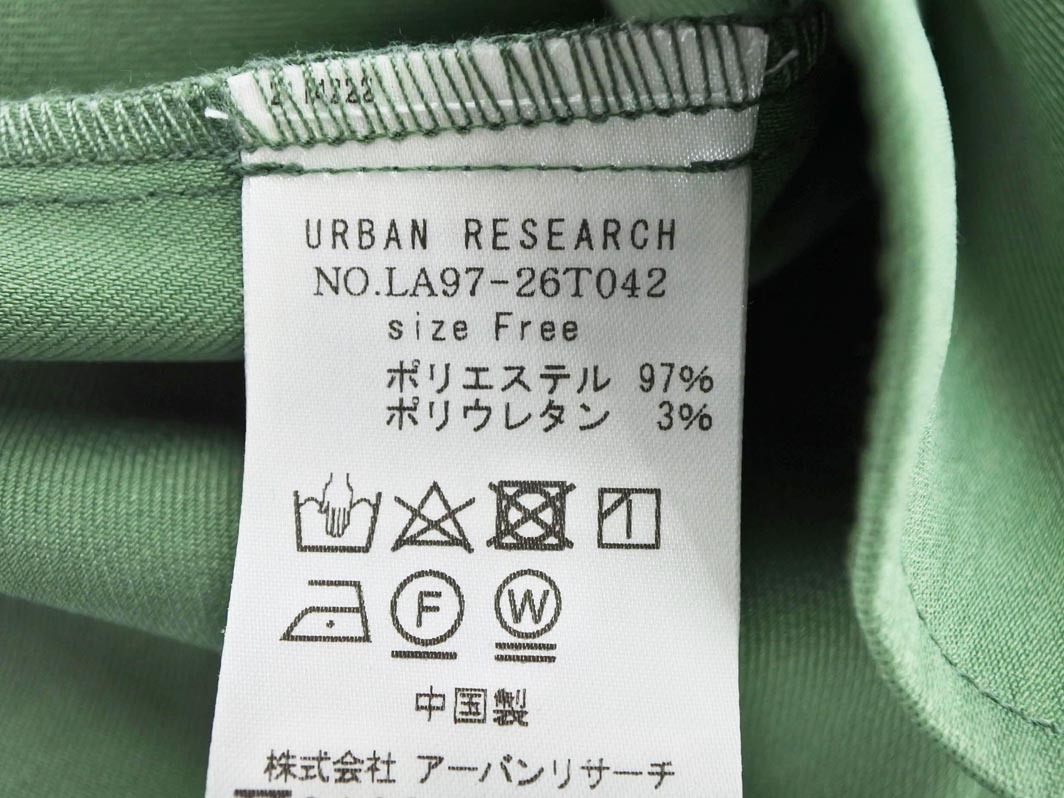 URBAN RESEARCH
NO.LA97-26T042
size Free
ポリエステル 97%
ポリウレタン 3%
F W
中国製
株式会社 アーバンリサーチ